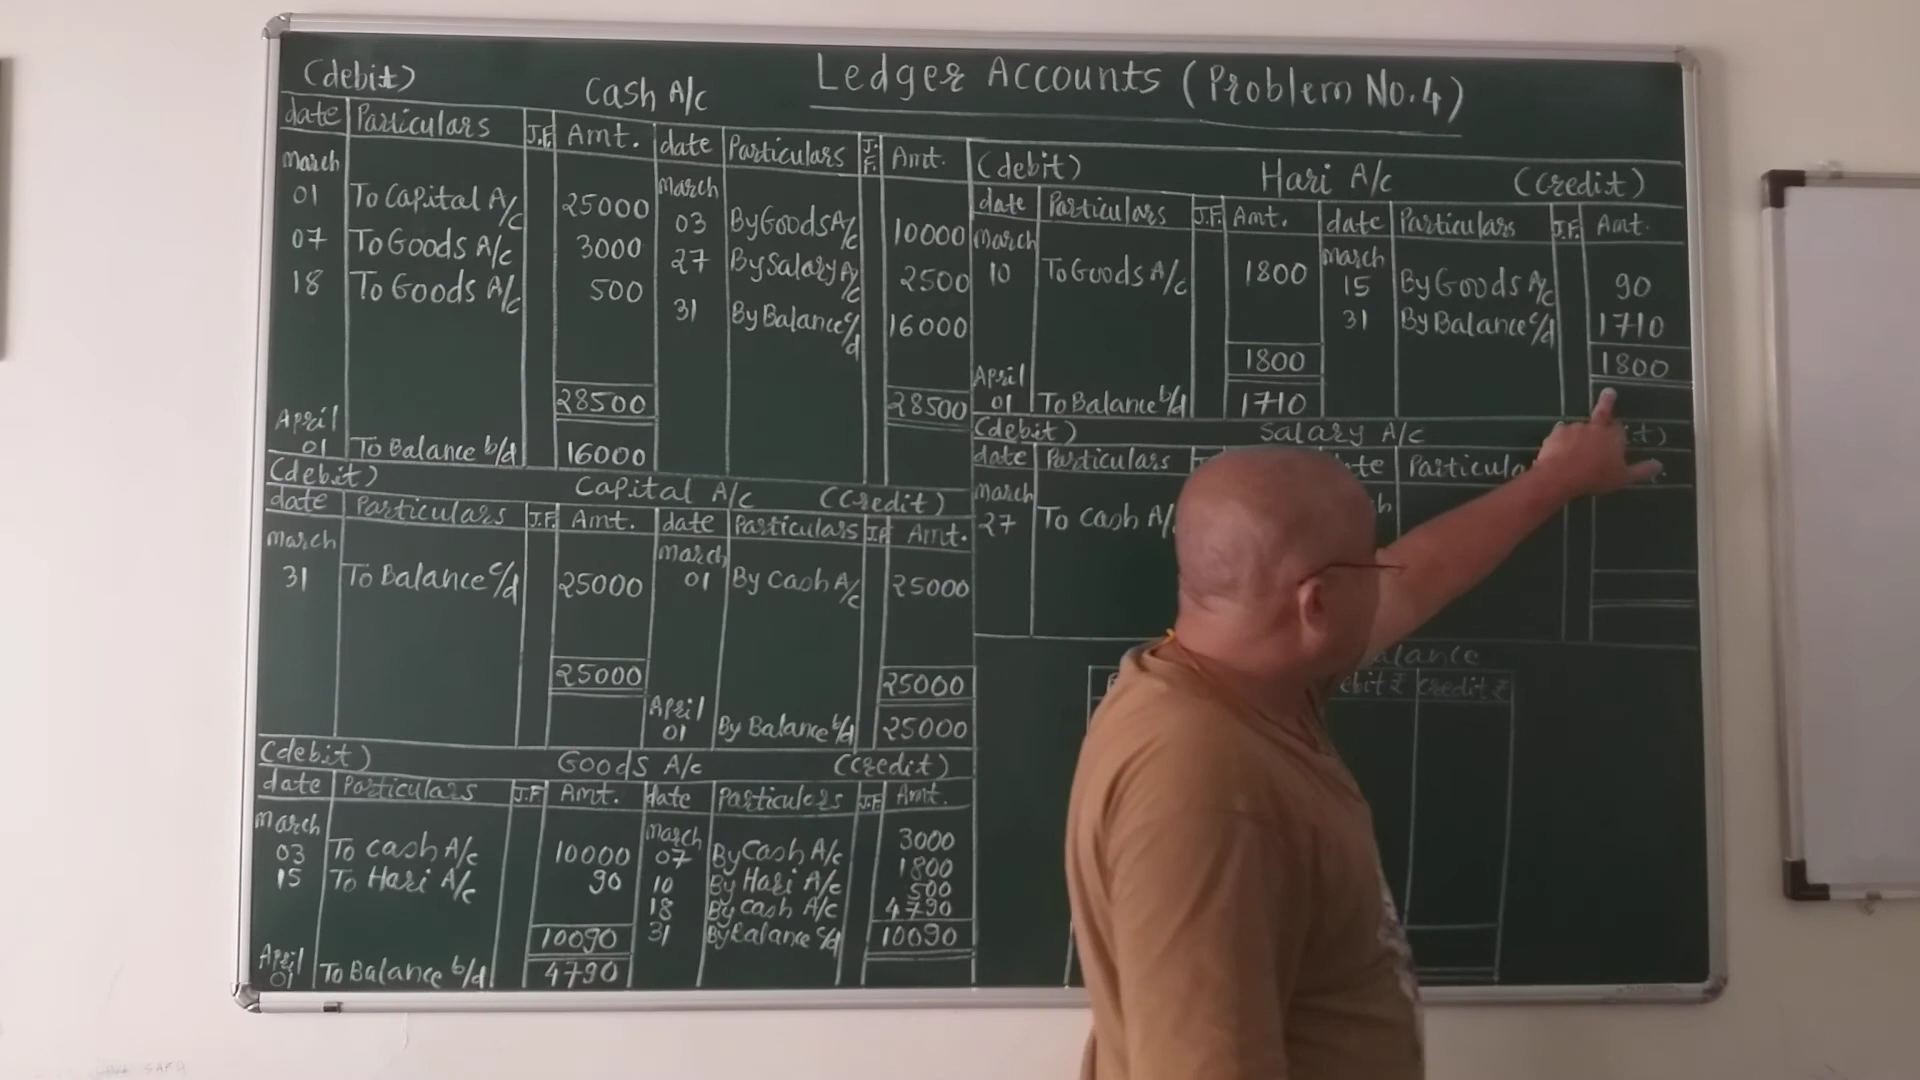 Ledger Accounts (Problem No.4)
(debit) Cash A/c
date Particulars J.F. Amt. date Particulars J.F. Amt.
March March
01 To Capital A/c 25000 03 By Goods A/c 10000
07 To Goods A/c 3000 27 By Salary A/c 2500
18 To Goods A/c 500 31 By Balance c/d 16000
28500 28500
April
01 To Balance b/d 16000
(debit) Capital A/c (credit)
date Particulars J.F. Amt. date Particulars J.F. Amt.
March March
31 To Balance c/d 25000 01 By Cash A/c 25000
25000 25000
April
01 By Balance b/d 25000
(debit) Goods A/c (credit)
date Particulars J.F. Amt. date Particulars J.F. Amt.
March March
03 To Cash A/c 10000 07 By Cash A/c 3000
15 To Hari A/c 90 10 By Hari A/c 1800
18 By Cash A/c 500
31 By Balance c/d 4790
10090 10090
April
01 To Balance b/d 4790
(debit) Hari A/c (credit)
date Particulars J.F. Amt. date Particulars J.F. Amt.
March March
10 To Goods A/c 1800 15 By Goods A/c 90
31 By Balance c/d 1710
1800 1800
April
01 To Balance b/d 1710
(debit) Salary A/c
date Particulars
March
27 To Cash A/
Credit ₹